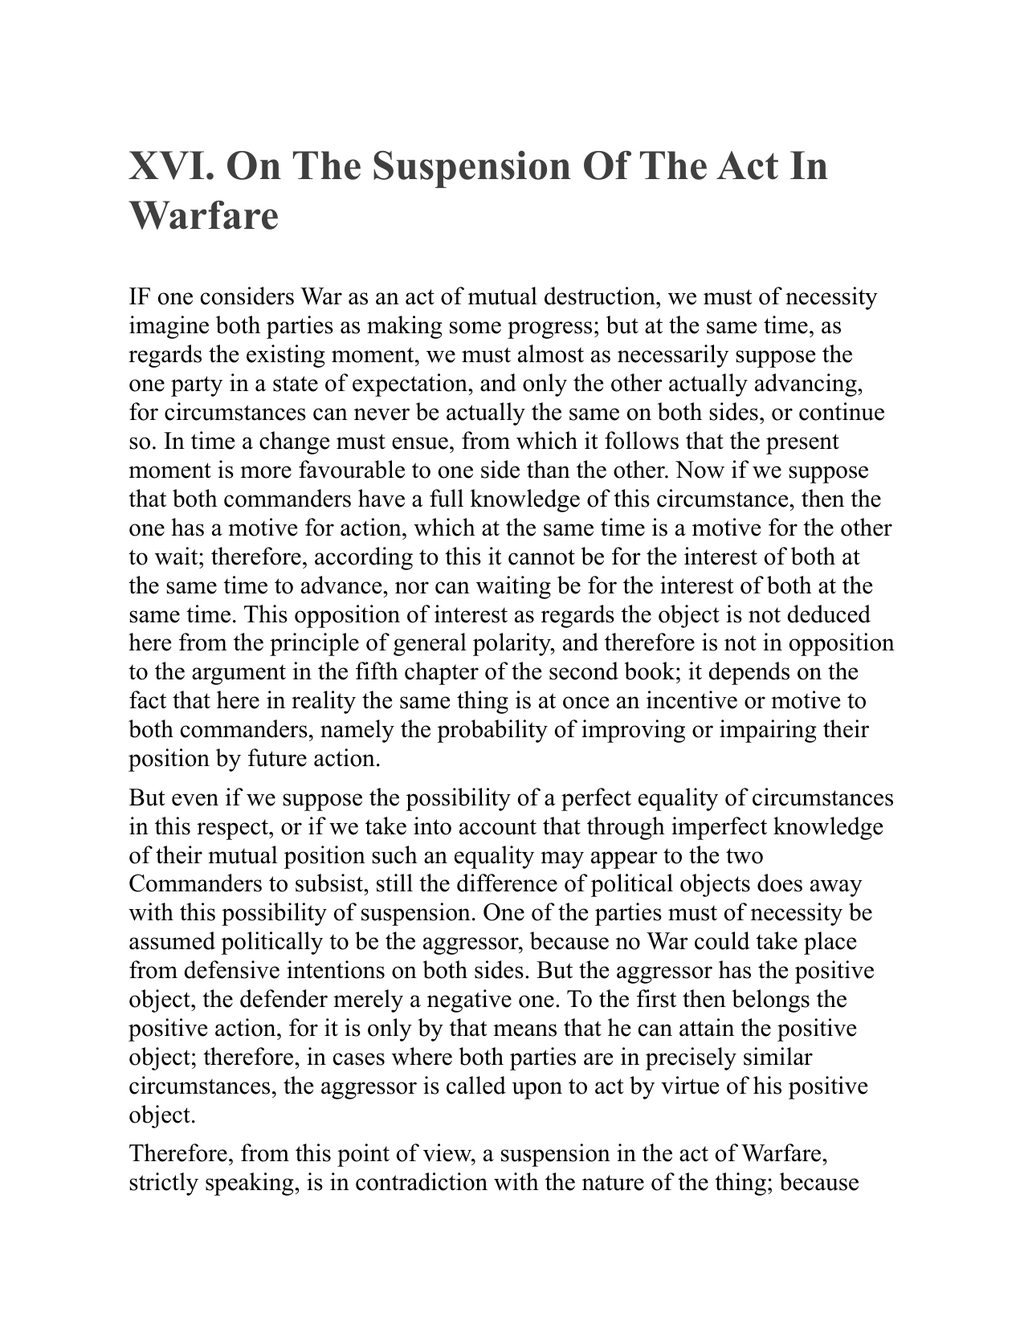 XVI. On The Suspension Of The Act In
Warfare
IF one considers War as an act of mutual destruction, we must of necessity
imagine both parties as making some progress; but at the same time, as
regards the existing moment, we must almost as necessarily suppose the
one party in a state of expectation, and only the other actually advancing,
for circumstances can never be actually the same on both sides, or continue
so. In time a change must ensue, from which it follows that the present
moment is more favourable to one side than the other. Now if we suppose
that both commanders have a full knowledge of this circumstance, then the
one has a motive for action, which at the same time is a motive for the other
to wait; therefore, according to this it cannot be for the interest of both at
the same time to advance, nor can waiting be for the interest of both at the
same time. This opposition of interest as regards the object is not deduced
here from the principle of general polarity, and therefore is not in opposition
to the argument in the fifth chapter of the second book; it depends on the
fact that here in reality the same thing is at once an incentive or motive to
both commanders, namely the probability of improving or impairing their
position by future action.
But even if we suppose the possibility of a perfect equality of circumstances
in this respect, or if we take into account that through imperfect knowledge
of their mutual position such an equality may appear to the two
Commanders to subsist, still the difference of political objects does away
with this possibility of suspension. One of the parties must of necessity be
assumed politically to be the aggressor, because no War could take place
from defensive intentions on both sides. But the aggressor has the positive
object, the defender merely a negative one. To the first then belongs the
positive action, for it is only by that means that he can attain the positive
object; therefore, in cases where both parties are in precisely similar
circumstances, the aggressor is called upon to act by virtue of his positive
object.
Therefore, from this point of view, a suspension in the act of Warfare,
strictly speaking, is in contradiction with the nature of the thing; because